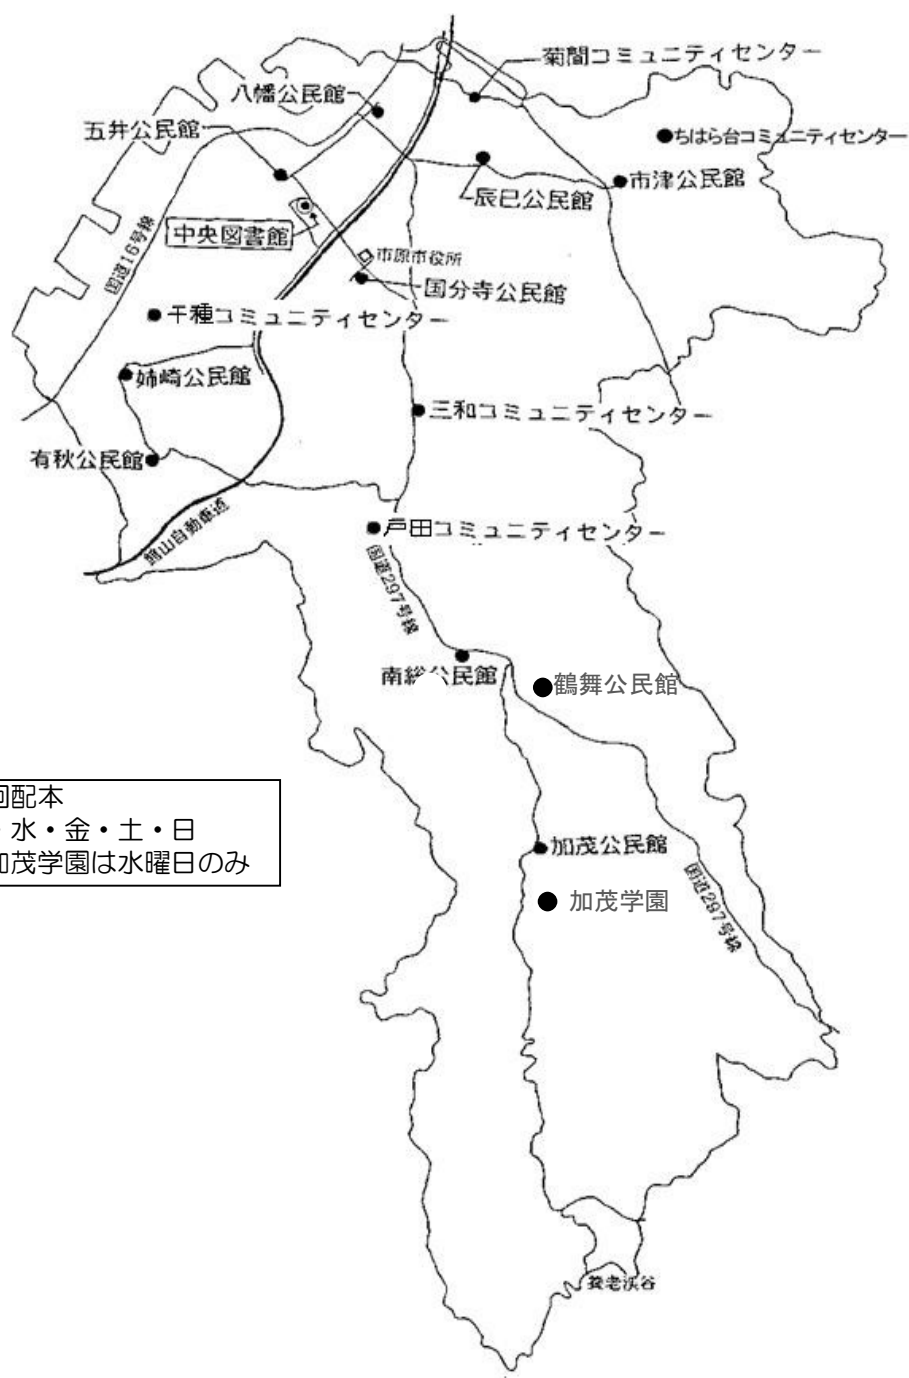 菊間コミュニティセンター
八幡公民館
五井公民館
ちはら台コミュニティセンター
市津公民館
辰巳公民館
中央図書館
市原市役所
国道16号線
国分寺公民館
千種コミュニティセンター
姉崎公民館
三和コミュニティセンター
有秋公民館
館山自動車道
戸田コミュニティセンター
国道297号線
南総公民館
鶴舞公民館
回配本
・水・金・土・日
加茂学園は水曜日のみ
加茂公民館
加茂学園
国道297号線
養老渓谷